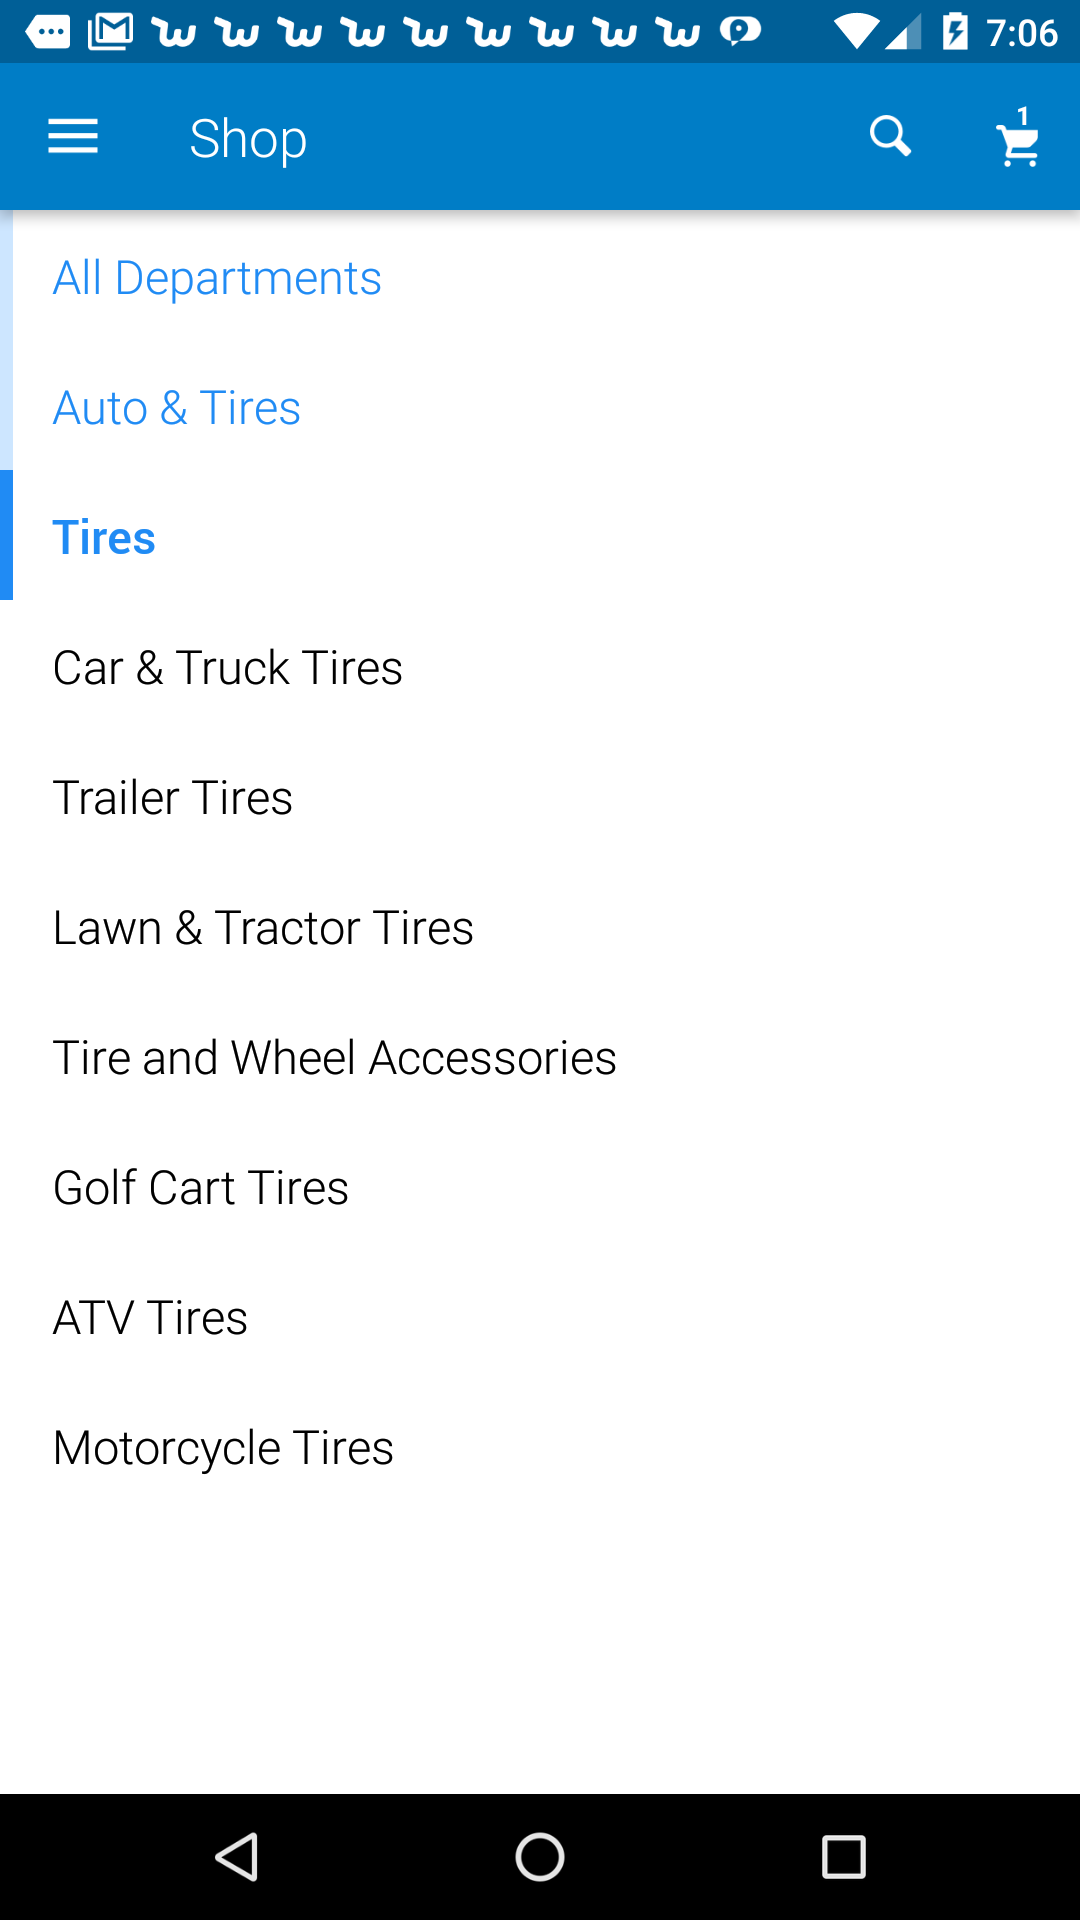 7:06
Shop
1
All Departments
Auto & Tires
Tires
Car & Truck Tires
Trailer Tires
Lawn & Tractor Tires
Tire and Wheel Accessories
Golf Cart Tires
ATV Tires
Motorcycle Tires